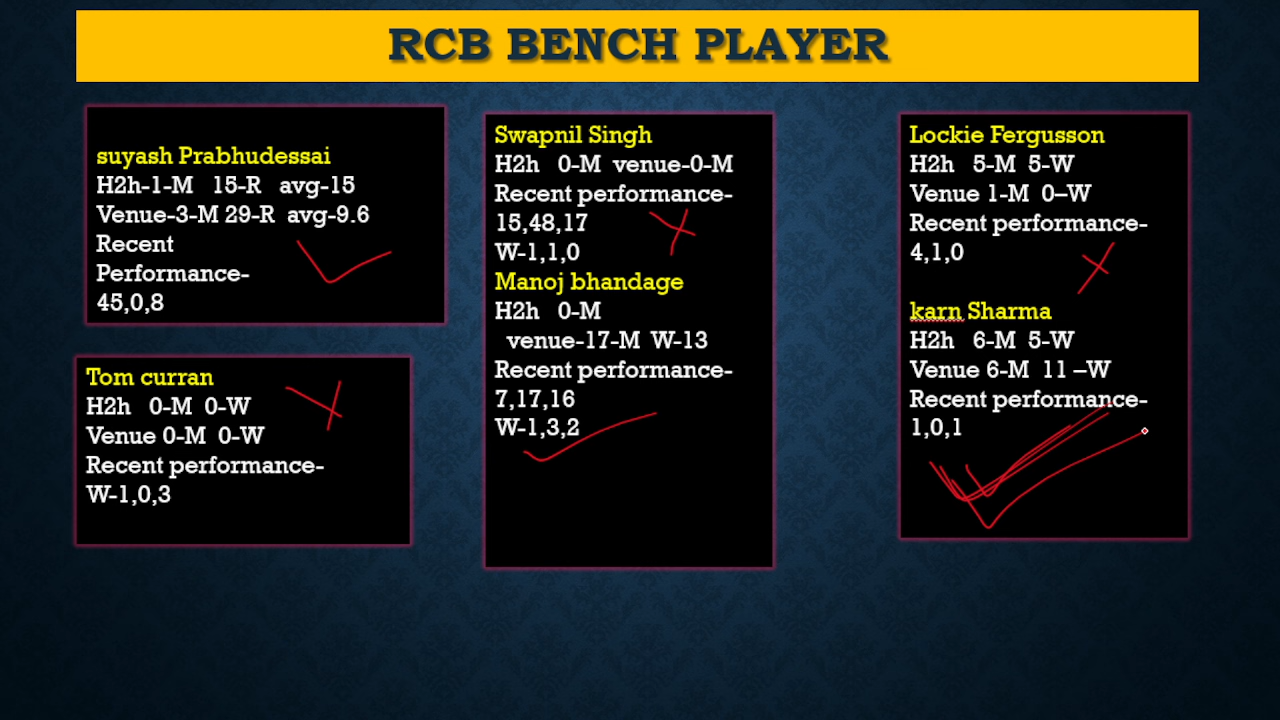 RCB BENCH PLAYER
suyash Prabhudessai
H2h-1-M 15-R avg-15
Venue-3-M 29-R avg-9.6
Recent
Performance-
45,0,8
Tom curran
H2h 0-M 0-W
Venue 0-M 0-W
Recent performance-
W-1,0,3
Swapnil Singh
H2h 0-M venue-0-M
Recent performance-
15,48,17
W-1,1,0
Manoj bhandage
H2h 0-M
venue-17-M W-13
Recent performance-
7,17,16
W-1,3,2
Lockie Fergusson
H2h 5-M 5-W
Venue 1-M 0–W
Recent performance-
4,1,0
karn Sharma
H2h 6-M 5-W
Venue 6-M 11 –W
Recent performance-
1,0,1